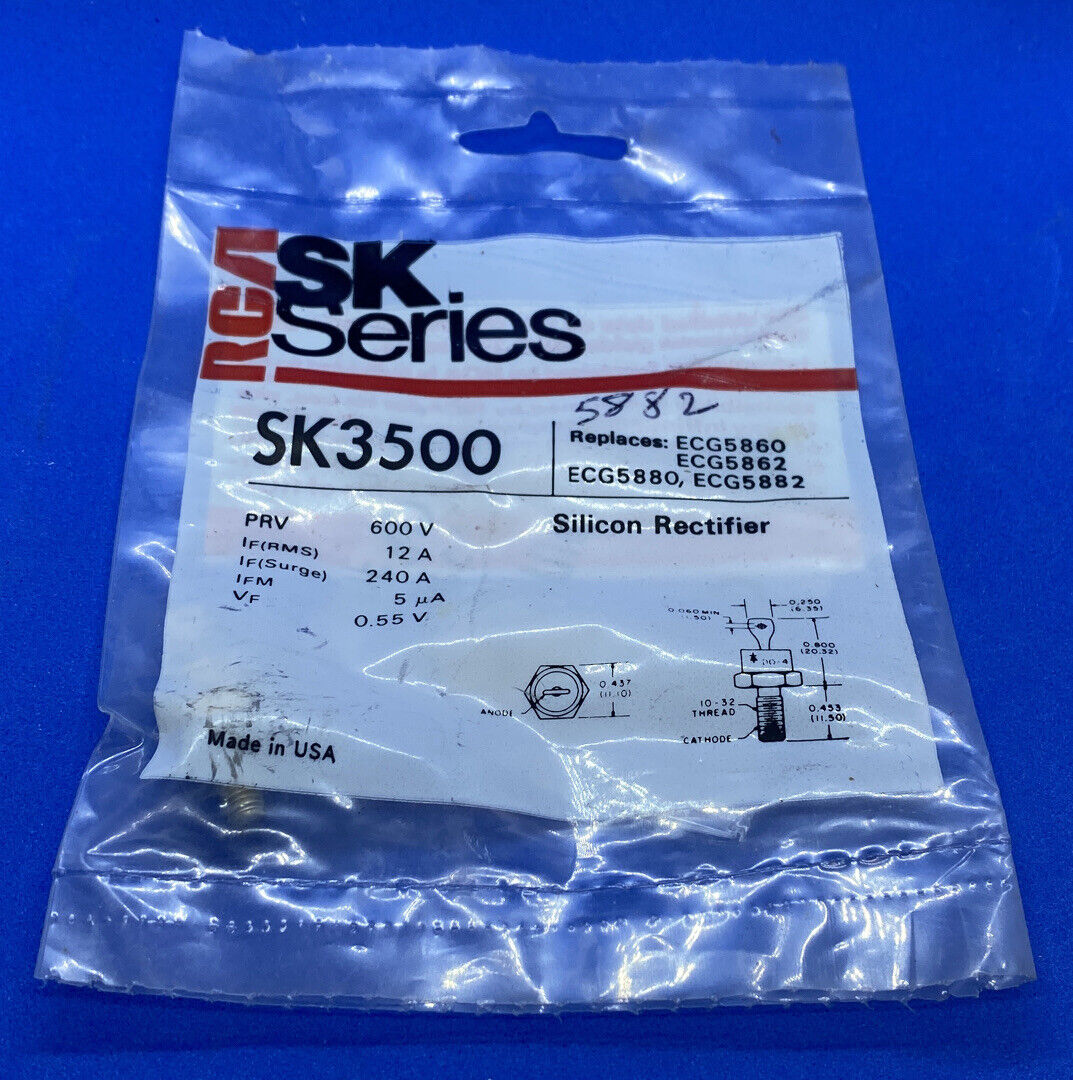 RCA
SK
Series
5882
SK3500
Replaces: ECG5860
ECG5862
ECG5880, ECG5882
PRV 600 V
IF(RMS) 12 A
IF(Surge) 240 A
IFM 5 µA
VF 0.55 V
Silicon Rectifier
0.060 MIN
0.250
(6.35)
0.800
(20.32)
DO-4
0.437
(11.10)
ANODE
10-32
THREAD
0.453
(11.50)
CATHODE
Made in USA